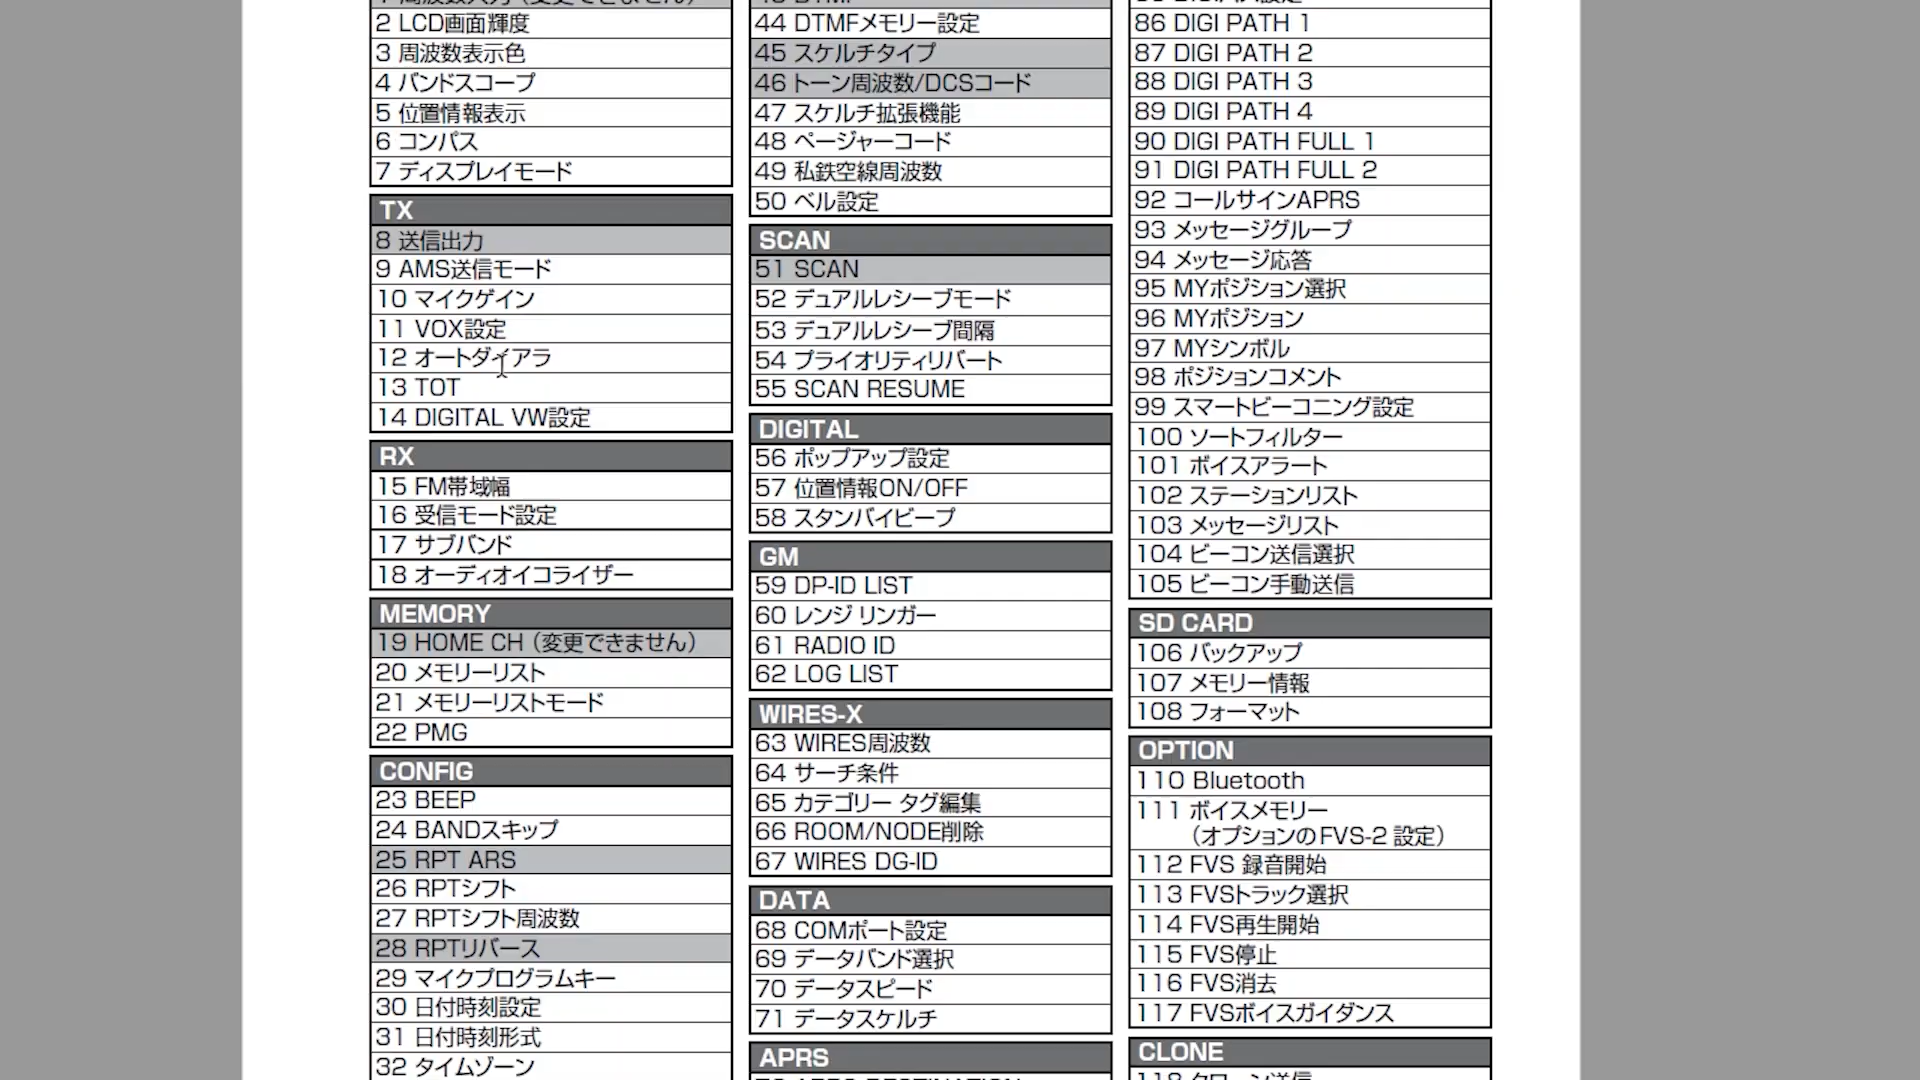 2 LCD画面輝度
3 周波数表示色
4 バンドスコープ
5 位置情報表示
6 コンパス
7 ディスプレイモード
TX
8 送信出力
9 AMS送信モード
10 マイクゲイン
11 VOX設定
12 オートダイアラ
13 TOT
14 DIGITAL VW設定
RX
15 FM帯域幅
16 受信モード設定
17 サブバンド
18 オーディオイコライザー
MEMORY
19 HOME CH（変更できません）
20 メモリーリスト
21 メモリーリストモード
22 PMG
CONFIG
23 BEEP
24 BANDスキップ
25 RPT ARS
26 RPTシフト
27 RPTシフト周波数
28 RPTリバース
29 マイクプログラムキー
30 日付時刻設定
31 日付時刻形式
32 タイムゾーン
44 DTMFメモリー設定
45 スケルチタイプ
46 トーン周波数/DCSコード
47 スケルチ拡張機能
48 ページャーコード
49 私鉄空線周波数
50 ベル設定
SCAN
51 SCAN
52 デュアルレシーブモード
53 デュアルレシーブ間隔
54 プライオリティリバート
55 SCAN RESUME
DIGITAL
56 ポップアップ設定
57 位置情報ON/OFF
58 スタンバイビープ
GM
59 DP-ID LIST
60 レンジ リンガー
61 RADIO ID
62 LOG LIST
WIRES-X
63 WIRES周波数
64 サーチ条件
65 カテゴリー タグ編集
66 ROOM/NODE削除
67 WIRES DG-ID
DATA
68 COMポート設定
69 データバンド選択
70 データスピード
71 データスケルチ
APRS
86 DIGI PATH 1
87 DIGI PATH 2
88 DIGI PATH 3
89 DIGI PATH 4
90 DIGI PATH FULL 1
91 DIGI PATH FULL 2
92 コールサインAPRS
93 メッセージグループ
94 メッセージ応答
95 MYポジション選択
96 MYポジション
97 MYシンボル
98 ポジションコメント
99 スマートビーコニング設定
100 ソートフィルター
101 ボイスアラート
102 ステーションリスト
103 メッセージリスト
104 ビーコン送信選択
105 ビーコン手動送信
SD CARD
106 バックアップ
107 メモリー情報
108 フォーマット
OPTION
110 Bluetooth
111 ボイスメモリー
（オプションのFVS-2 設定）
112 FVS 録音開始
113 FVSトラック選択
114 FVS再生開始
115 FVS停止
116 FVS消去
117 FVSボイスガイダンス
CLONE